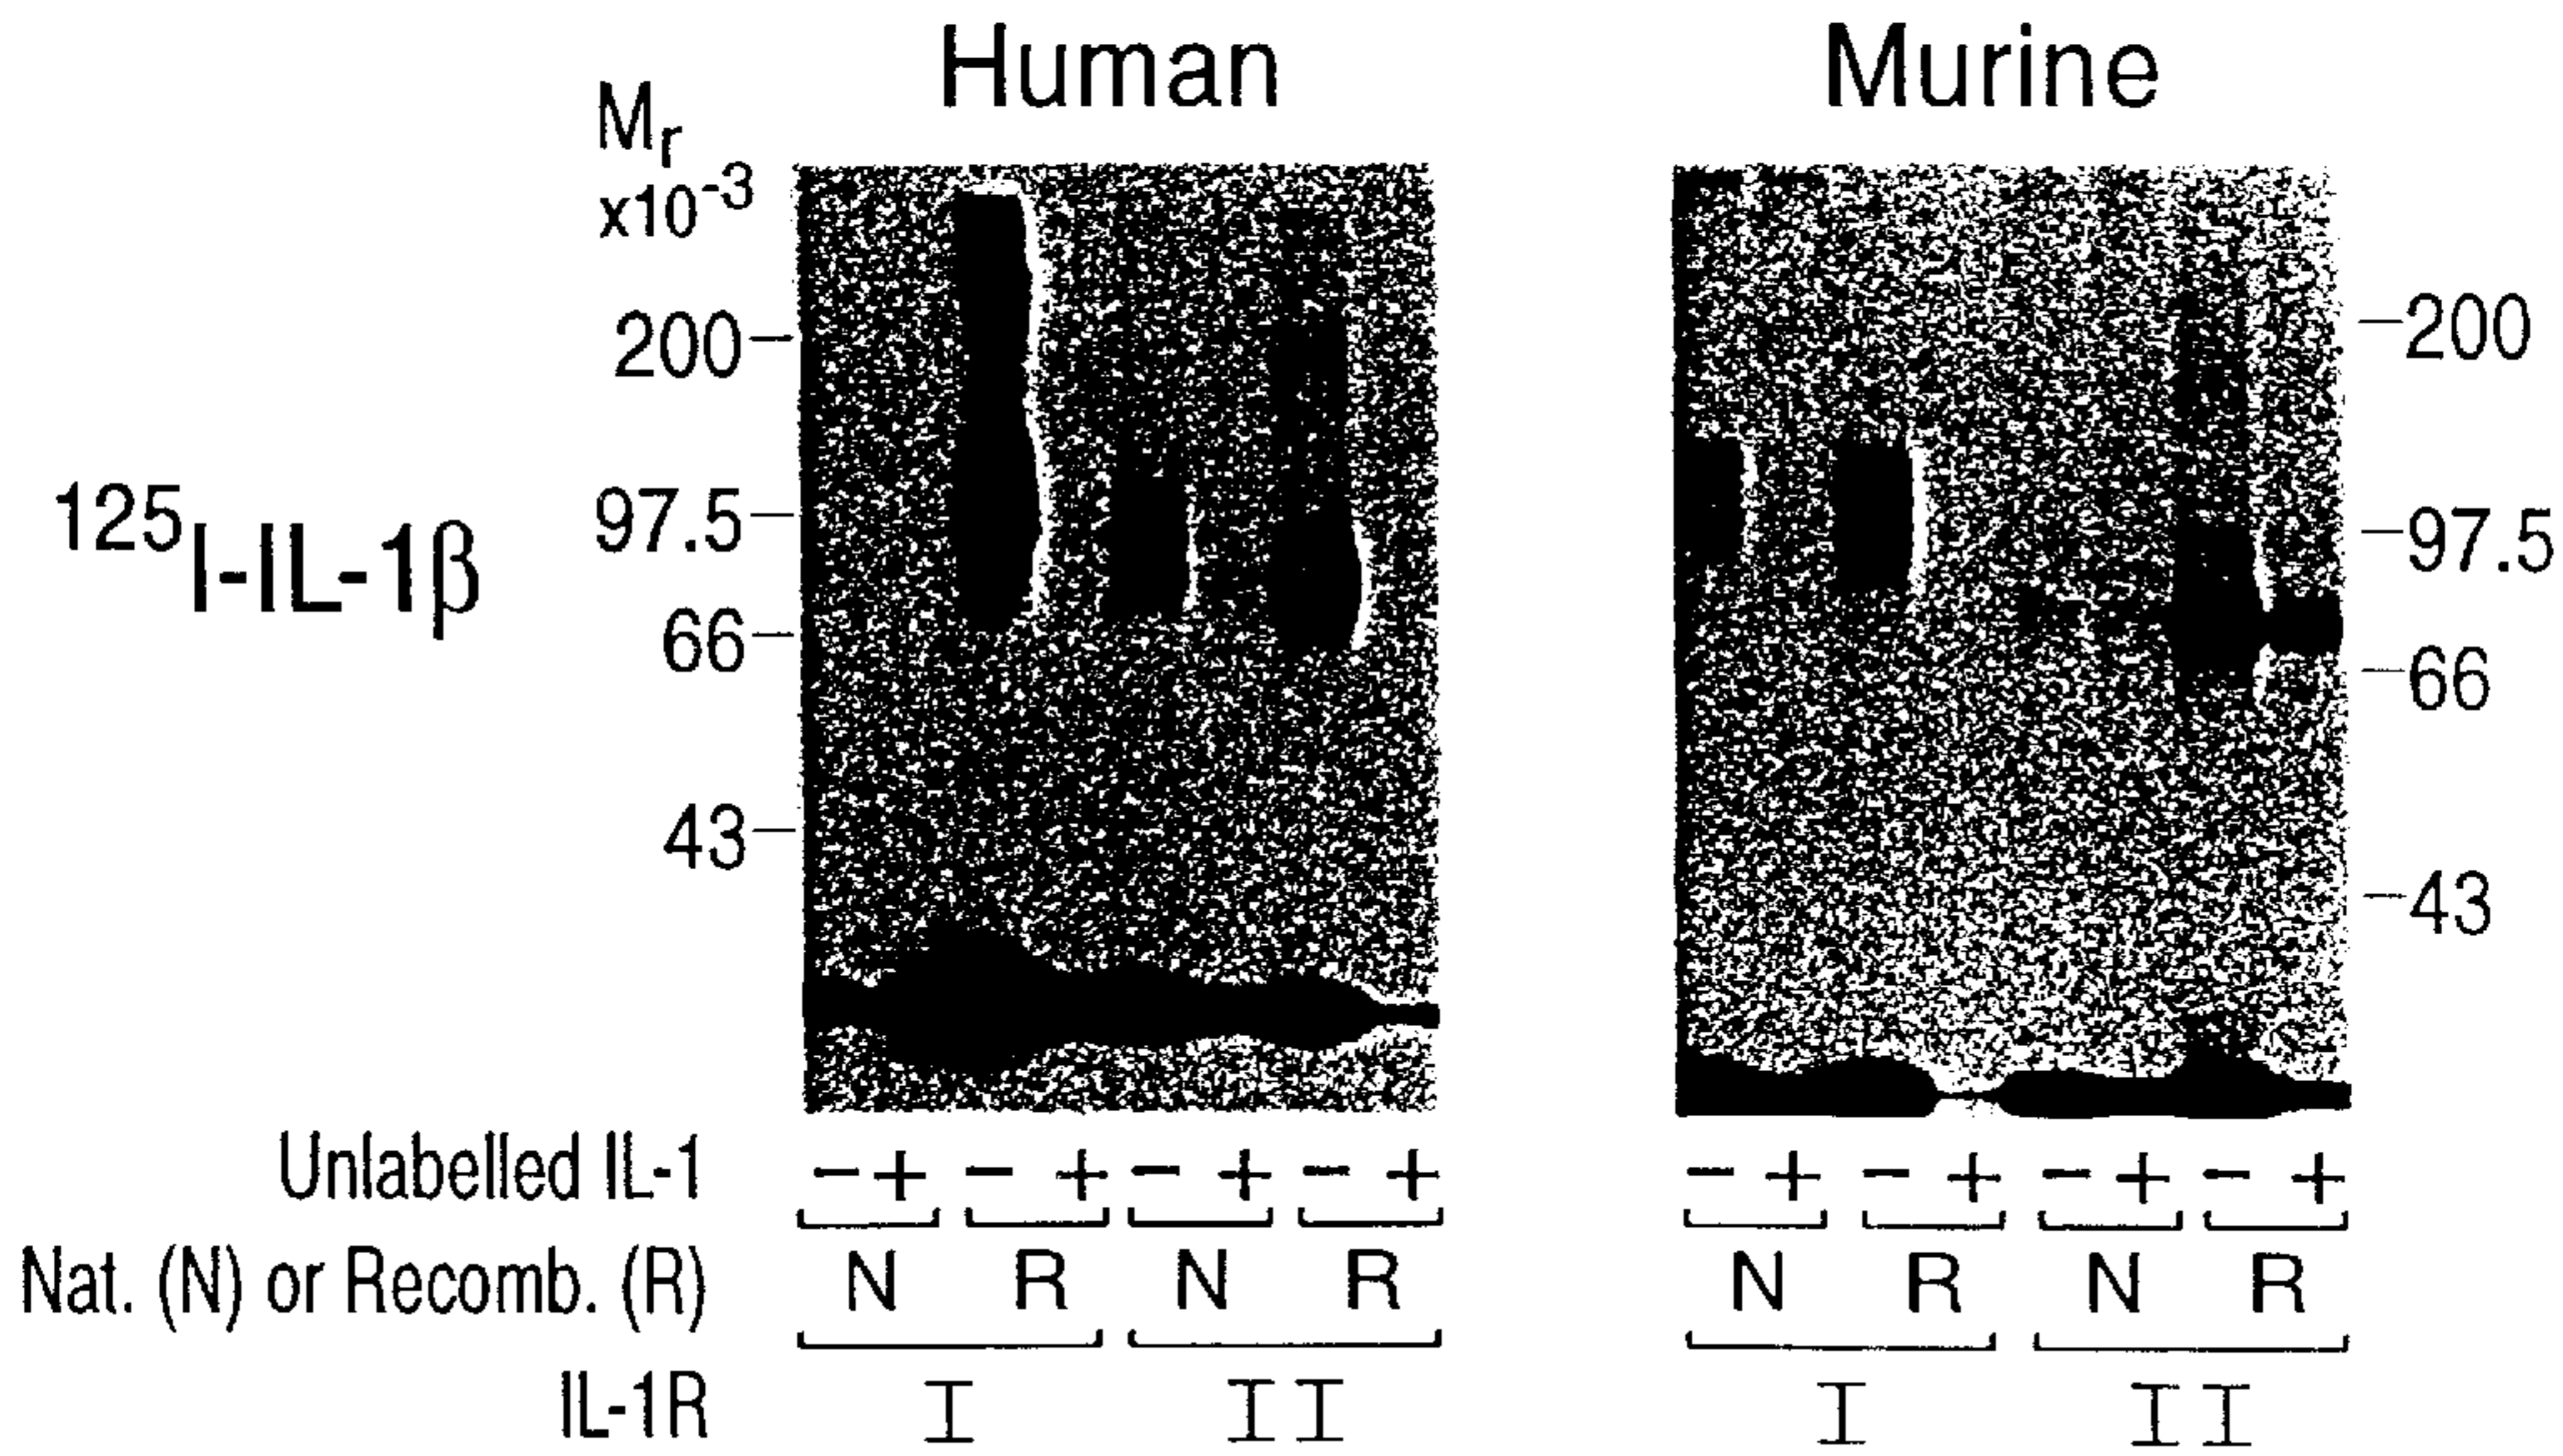 Human Murine
Mr
x10-3
200 200
125I-IL-1β 97.5 97.5
66 66
43 43
Unlabelled IL-1 − + − + − + − + − + − + − + − +
Nat. (N) or Recomb. (R) N R N R N R N R
IL-1R I II I II